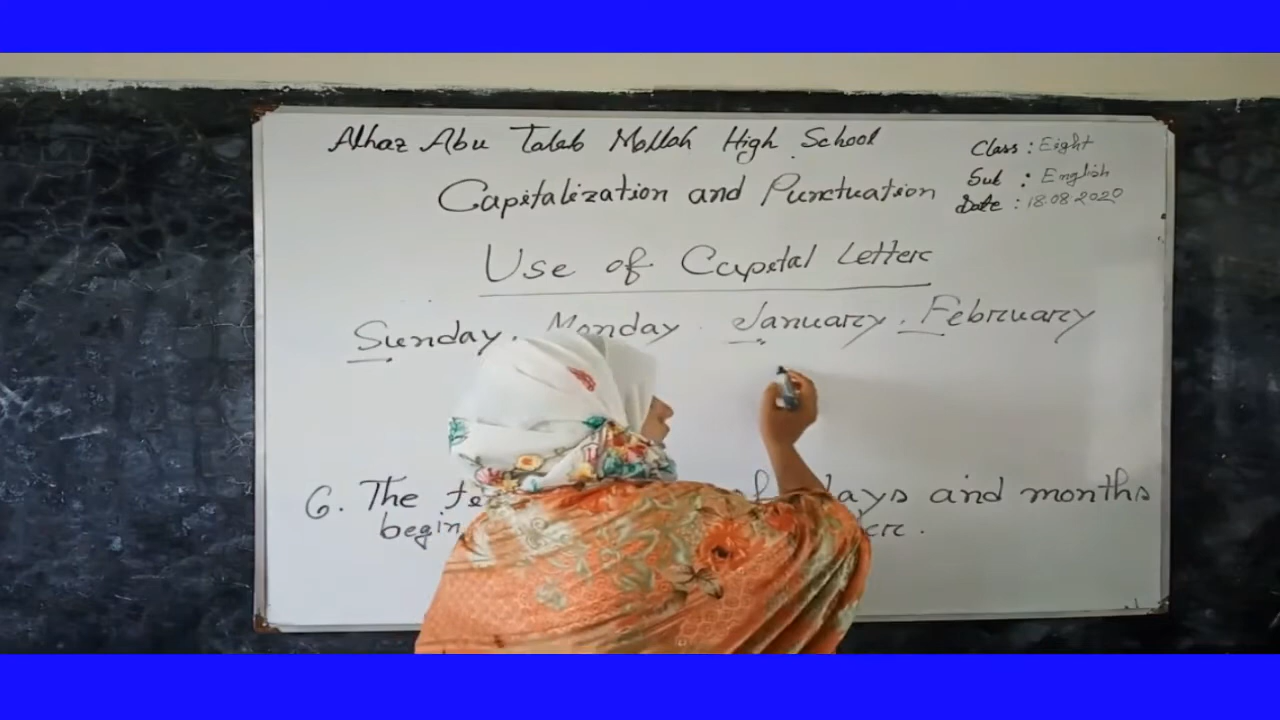 Alhaz Abu Taleb Mollah High School
Class : Eight
Sub : English
Date : 18.08.2020
Capitalization and Punctuation
Use of Capital Letters
Sunday, Monday. January. February
6. The days and months
begin